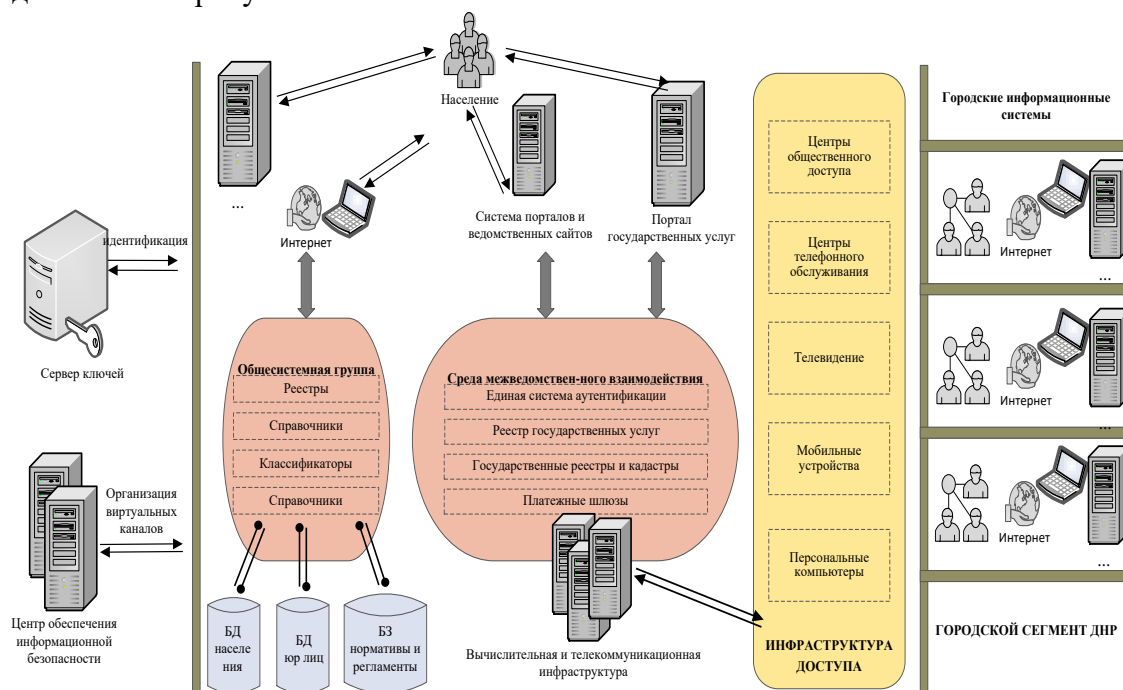 Население
...
Интернет
Система порталов и
ведомственных сайтов
Портал
государственных услуг
идентификация
Сервер ключей
Организация
виртуальных
каналов
Центр обеспечения
информационной
безопасности
Общесистемная группа
Реестры
Справочники
Классификаторы
Справочники
БД
населе
ния
БД
юр лиц
БЗ
нормативы и
регламенты
Среда межведомствен-ного взаимодействия
Единая система аутентификации
Реестр государственных услуг
Государственные реестры и кадастры
Платежные шлюзы
Вычислительная и телекоммуникационная
инфраструктура
Центры
общественного
доступа
Центры
телефонного
обслуживания
Телевидение
Мобильные
устройства
Персональные
компьютеры
ИНФРАСТРУКТУРА
ДОСТУПА
Городские информационные
системы
Интернет
...
Интернет
...
Интернет
...
ГОРОДСКОЙ СЕГМЕНТ ДНР